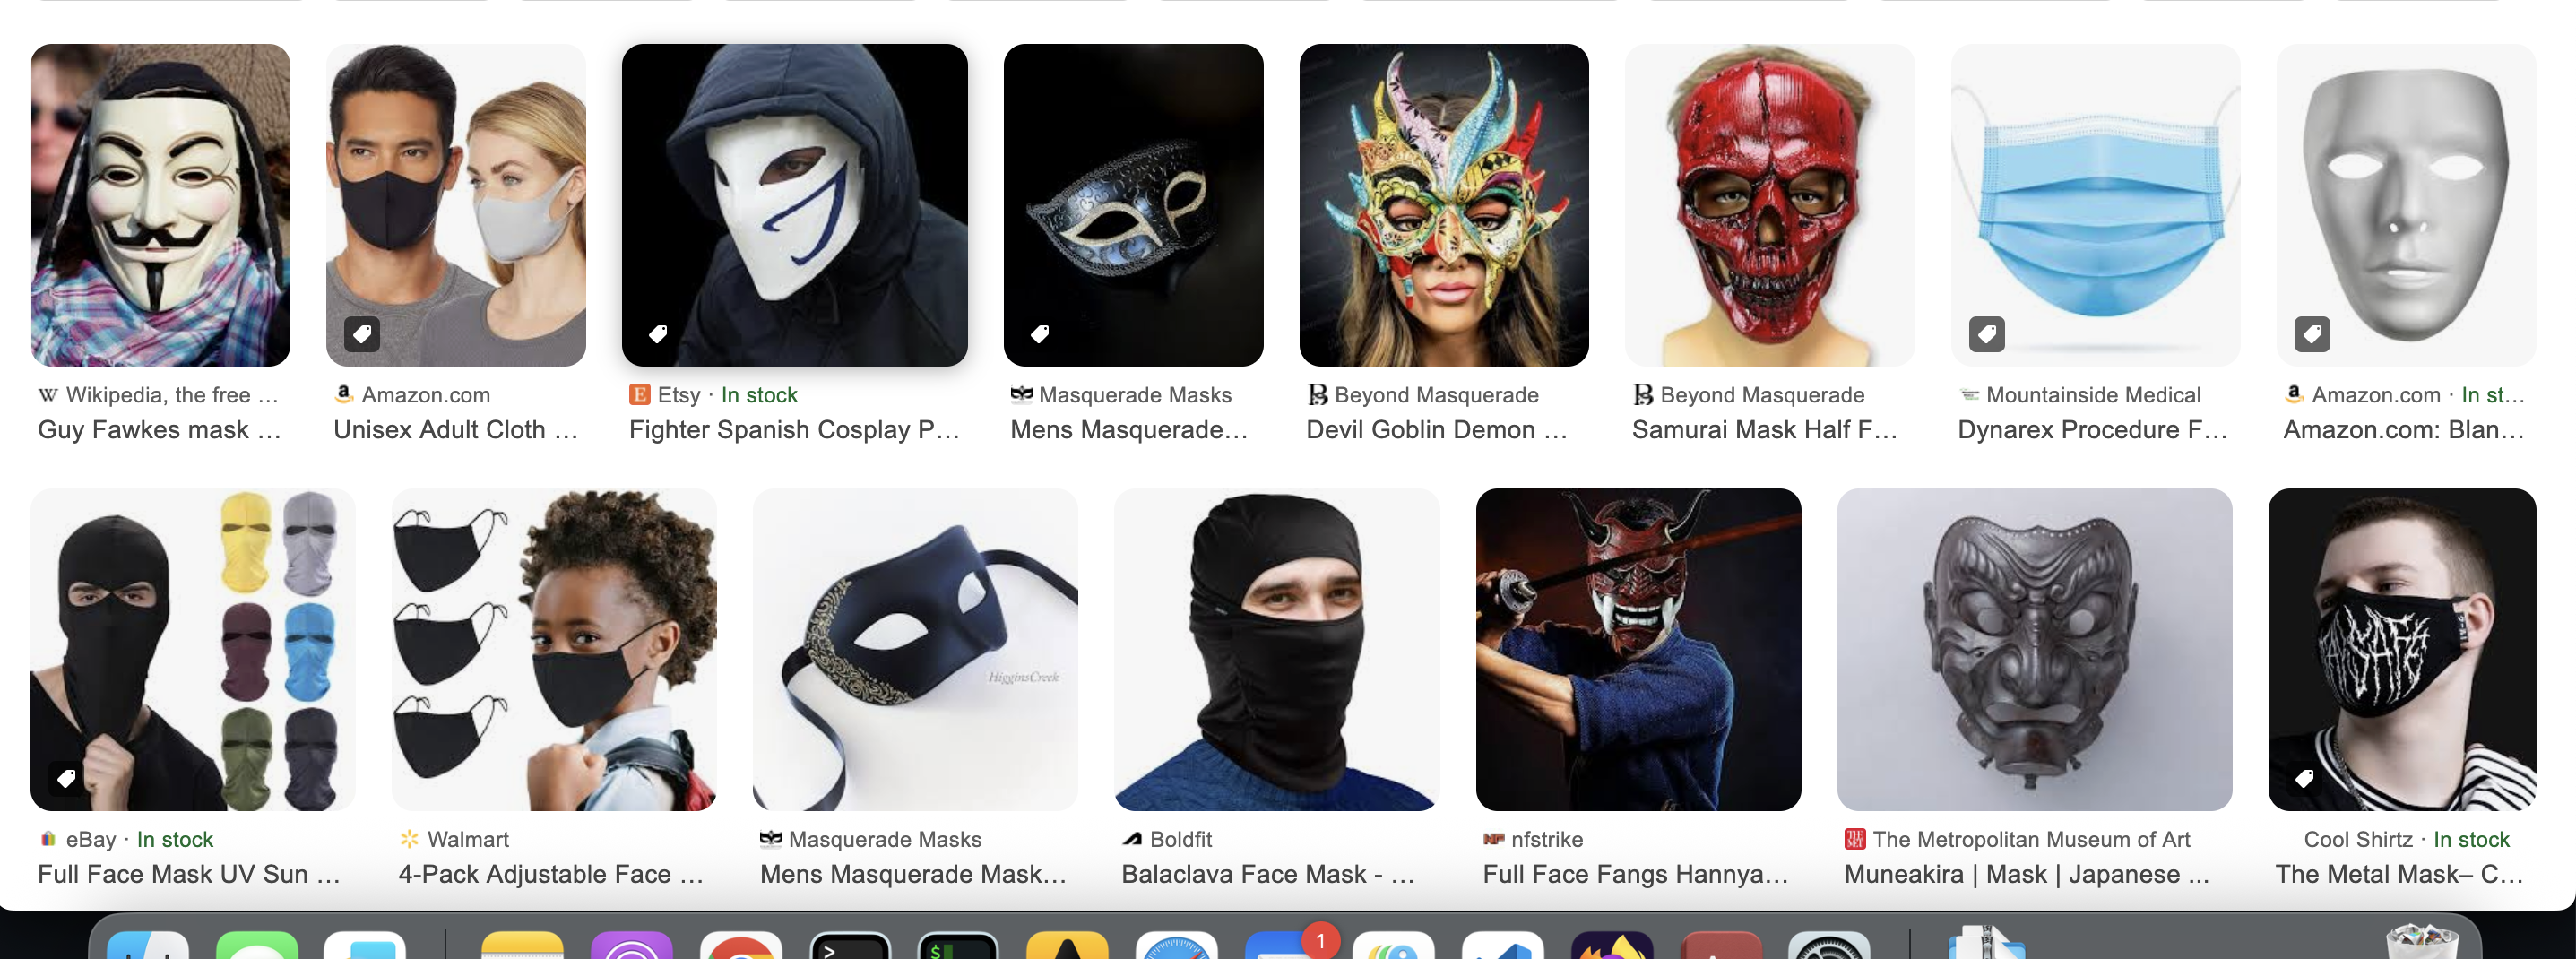 Wikipedia, the free ...
Guy Fawkes mask ...
Amazon.com
Unisex Adult Cloth ...
Etsy · In stock
Fighter Spanish Cosplay P...
Masquerade Masks
Mens Masquerade...
Beyond Masquerade
Devil Goblin Demon ...
Beyond Masquerade
Samurai Mask Half F...
Mountainside Medical
Dynarex Procedure F...
Amazon.com · In st...
Amazon.com: Blan...
HigginsCreek
eBay · In stock
Full Face Mask UV Sun ...
Walmart
4-Pack Adjustable Face ...
Masquerade Masks
Mens Masquerade Mask...
Boldfit
Balaclava Face Mask - ...
nfstrike
Full Face Fangs Hannya...
THE MET
The Metropolitan Museum of Art
Muneakira | Mask | Japanese ...
Cool Shirtz · In stock
The Metal Mask– C...
1